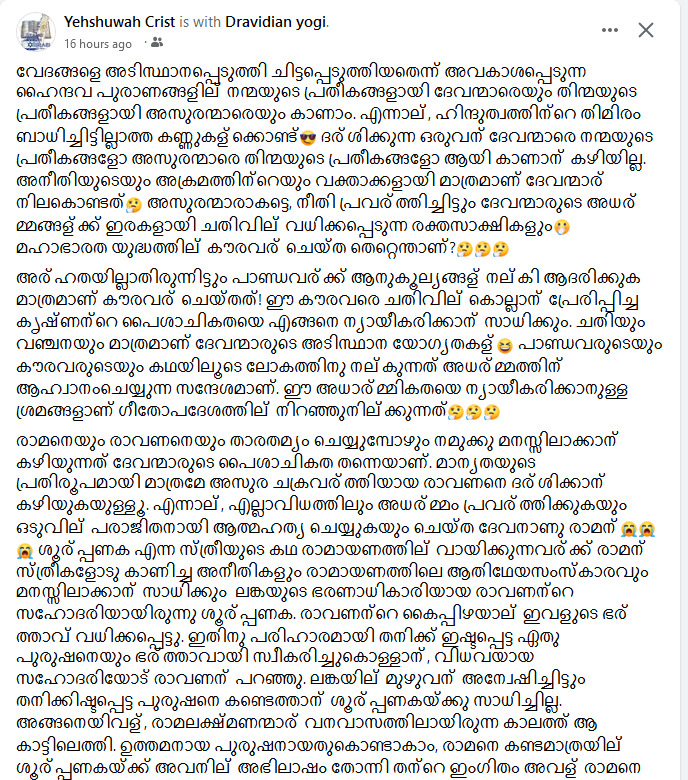 Yehshuwah Crist is with Dravidian yogi.
16 hours ago
വേദങ്ങളെ അടിസ്ഥാനപ്പെടുത്തി ചിട്ടപ്പെടുത്തിയതെന്ന് അവകാശപ്പെടുന്ന
ഹൈന്ദവ പുരാണങ്ങളില് നന്മയുടെ പ്രതീകങ്ങളായി ദേവന്മാരെയും തിന്മയുടെ
പ്രതീകങ്ങളായി അസുരന്മാരെയും കാണാം. എന്നാല് , ഹിന്ദുത്വത്തിന്റെ തിമിരം
ബാധിച്ചിട്ടില്ലാത്ത കണ്ണുകള് ക്കൊണ്ട്😎 ദര് ശിക്കുന്ന ഒരുവന് ദേവന്മാരെ നന്മയുടെ
പ്രതീകങ്ങളോ അസുരന്മാരെ തിന്മയുടെ പ്രതീകങ്ങളോ ആയി കാണാന് കഴിയില്ല.
അനീതിയുടെയും അക്രമത്തിന്റെയും വക്താക്കളായി മാത്രമാണ് ദേവന്മാര്
നിലകൊണ്ടത്🤔 അസുരന്മാരാകട്ടെ, നീതി പ്രവര് ത്തിച്ചിട്ടും ദേവന്മാരുടെ അധര്
മ്മങ്ങള് ക്ക് ഇരകളായി ചതിവില് വധിക്കപ്പെടുന്ന രക്തസാക്ഷികളും🤭
മഹാഭാരത യുദ്ധത്തില് കൗരവര് ചെയ്ത തെറ്റെന്താണ്?🤔🤔🤔
അര് ഹതയില്ലാതിരുന്നിട്ടും പാണ്ഡവര് ക്ക് ആനുകൂല്യങ്ങള് നല് കി ആദരിക്കുക
മാത്രമാണ് കൗരവര് ചെയ്തത്! ഈ കൗരവരെ ചതിവില് കൊല്ലാന് പ്രേരിപ്പിച്ച
കൃഷ്ണന്റെ പൈശാചികതയെ എങ്ങനെ ന്യായീകരിക്കാന് സാധിക്കും. ചതിയും
വഞ്ചനയും മാത്രമാണ് ദേവന്മാരുടെ അടിസ്ഥാന യോഗ്യതകള്😆 പാണ്ഡവരുടെയും
കൗരവരുടെയും കഥയിലൂടെ ലോകത്തിനു നല് കുന്നത് അധര് മ്മത്തിന്
ആഹ്വാനംചെയ്യുന്ന സന്ദേശമാണ്. ഈ അധാര് മ്മികതയെ ന്യായീകരിക്കാനുള്ള
ശ്രമങ്ങളാണ് ഗീതോപദേശത്തില് നിറഞ്ഞുനില് ക്കുന്നത്🤔🤔🤔
രാമനെയും രാവണനെയും താരതമ്യം ചെയ്യുമ്പോഴും നമുക്കു മനസ്സിലാക്കാന്
കഴിയുന്നത് ദേവന്മാരുടെ പൈശാചികത തന്നെയാണ്. മാന്യതയുടെ
പ്രതിരൂപമായി മാത്രമേ അസുര ചക്രവര് ത്തിയായ രാവണനെ ദര് ശിക്കാന്
കഴിയുകയുള്ളൂ. എന്നാല് , എല്ലാവിധത്തിലും അധര് മ്മം പ്രവര് ത്തിക്കുകയും
ഒടുവില് പരാജിതനായി ആത്മഹത്യ ചെയ്യുകയും ചെയ്ത ദേവനാണു രാമന്😭😭
😭 ശൂര് പ്പണക എന്ന സ്ത്രീയുടെ കഥ രാമായണത്തില് വായിക്കുന്നവര് ക്ക് രാമന്
സ്ത്രീകളോടു കാണിച്ച അനീതികളും രാമായണത്തിലെ ആതിഥേയസംസ്കാരവും
മനസ്സിലാക്കാന് സാധിക്കും ലങ്കയുടെ ഭരണാധികാരിയായ രാവണന്റെ
സഹോദരിയായിരുന്നു ശൂര് പ്പണക. രാവണന്റെ കൈപ്പിഴയാല് ഇവളുടെ ഭര്
ത്താവ് വധിക്കപ്പെട്ടു. ഇതിനു പരിഹാരമായി തനിക്ക് ഇഷ്ടപ്പെട്ട ഏതു
പുരുഷനെയും ഭര് ത്താവായി സ്വീകരിച്ചുകൊള്ളാന് , വിധവയായ
സഹോദരിയോട് രാവണന് പറഞ്ഞു. ലങ്കയില് മുഴുവന് അന്വേഷിച്ചിട്ടും
തനിക്കിഷ്ടപ്പെട്ട പുരുഷനെ കണ്ടെത്താന് ശൂര് പ്പണകയ്ക്കു സാധിച്ചില്ല.
അങ്ങനെയിവള് , രാമലക്ഷ്മണന്മാര് വനവാസത്തിലായിരുന്ന കാലത്ത് ആ
കാട്ടിലെത്തി. ഉത്തമനായ പുരുഷനായതുകൊണ്ടാകാം, രാമനെ കണ്ടമാത്രയില്
ശൂര് പ്പണകയ്ക്ക് അവനില് അഭിലാഷം തോന്നി തന്റെ ഇംഗിതം അവള് രാമനെ